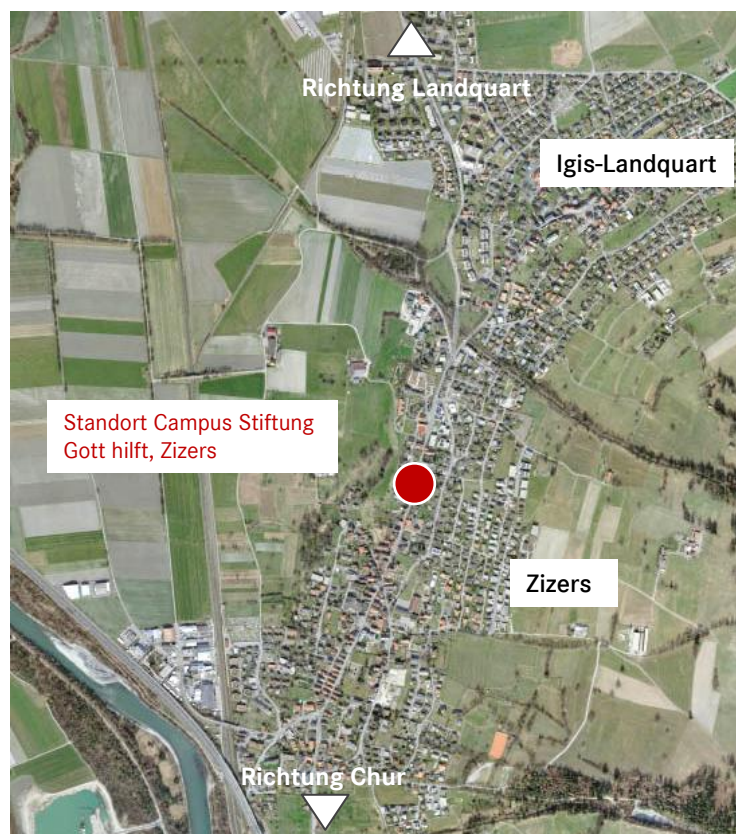 Richtung Landquart
Igis-Landquart
Standort Campus Stiftung
Gott hilft, Zizers
Zizers
Richtung Chur